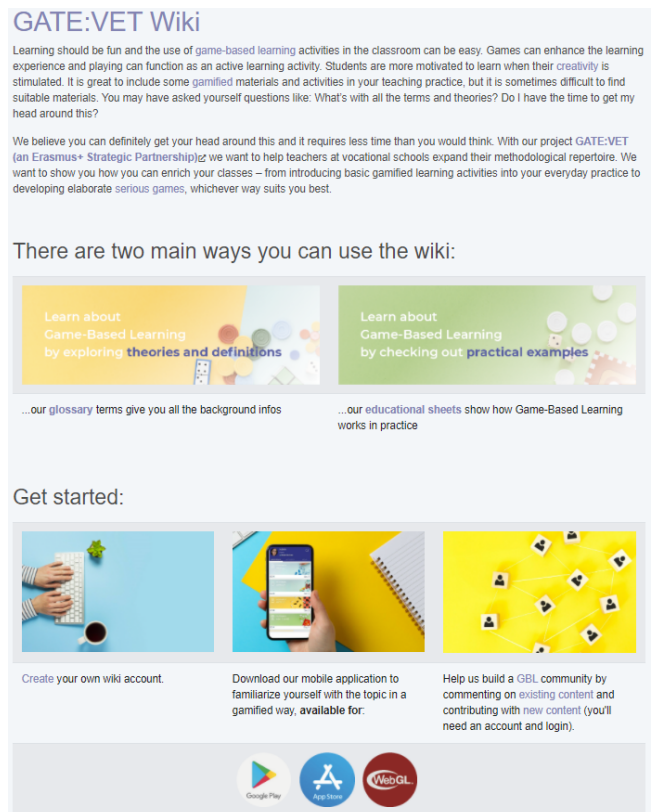 GATE:VET Wiki
Learning should be fun and the use of game-based learning activities in the classroom can be easy. Games can enhance the learning
experience and playing can function as an active learning activity. Students are more motivated to learn when their creativity is
stimulated. It is great to include some gamified materials and activities in your teaching practice, but it is sometimes difficult to find
suitable materials. You may have asked yourself questions like: What's with all the terms and theories? Do I have the time to get my
head around this?
We believe you can definitely get your head around this and it requires less time than you would think. With our project GATE:VET
(an Erasmus+ Strategic Partnership) we want to help teachers at vocational schools expand their methodological repertoire. We
want to show you how you can enrich your classes – from introducing basic gamified learning activities into your everyday practice to
developing elaborate serious games, whichever way suits you best.
There are two main ways you can use the wiki:
Learn about
Game-Based Learning
by exploring theories and definitions
Learn about
Game-Based Learning
by checking out practical examples
...our glossary terms give you all the background infos
...our educational sheets show how Game-Based Learning
works in practice
Get started:
Create your own wiki account.
Download our mobile application to
familiarize yourself with the topic in a
gamified way, available for:
Help us build a GBL community by
commenting on existing content and
contributing with new content (you'll
need an account and login).
Google Play
App Store
WebGL